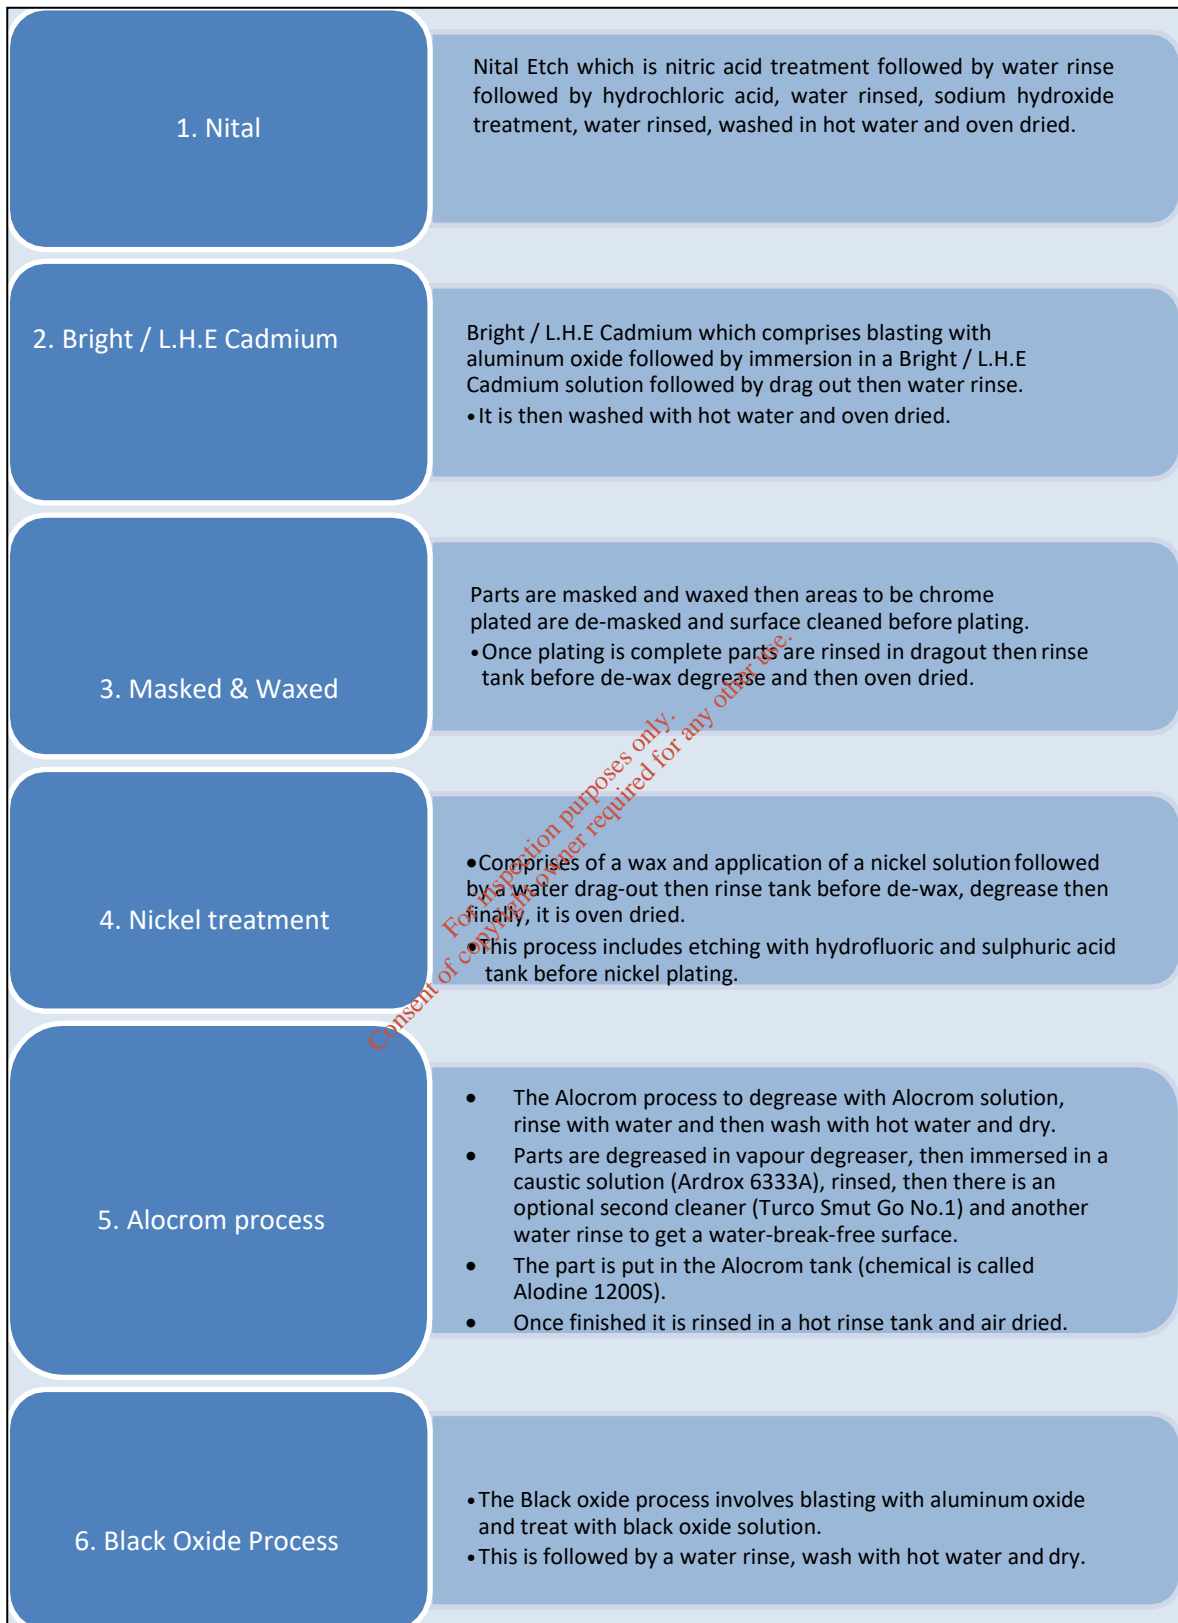 1. Nital
Nital Etch which is nitric acid treatment followed by water rinse
followed by hydrochloric acid, water rinsed, sodium hydroxide
treatment, water rinsed, washed in hot water and oven dried.
2. Bright / L.H.E Cadmium
Bright / L.H.E Cadmium which comprises blasting with
aluminum oxide followed by immersion in a Bright / L.H.E
Cadmium solution followed by drag out then water rinse.
•It is then washed with hot water and oven dried.
3. Masked & Waxed
Parts are masked and waxed then areas to be chrome
plated are de-masked and surface cleaned before plating.
•Once plating is complete parts are rinsed in dragout then rinse
tank before de-wax degrease and then oven dried.
4. Nickel treatment
•Comprises of a wax and application of a nickel solution followed
by a water drag-out then rinse tank before de-wax, degrease then
finally, it is oven dried.
•This process includes etching with hydrofluoric and sulphuric acid
tank before nickel plating.
For inspection purposes only.
Consent of copyright owner required for any other use.
5. Alocrom process
• The Alocrom process to degrease with Alocrom solution,
rinse with water and then wash with hot water and dry.
• Parts are degreased in vapour degreaser, then immersed in a
caustic solution (Ardrox 6333A), rinsed, then there is an
optional second cleaner (Turco Smut Go No.1) and another
water rinse to get a water-break-free surface.
• The part is put in the Alocrom tank (chemical is called
Alodine 1200S).
• Once finished it is rinsed in a hot rinse tank and air dried.
6. Black Oxide Process
•The Black oxide process involves blasting with aluminum oxide
and treat with black oxide solution.
•This is followed by a water rinse, wash with hot water and dry.